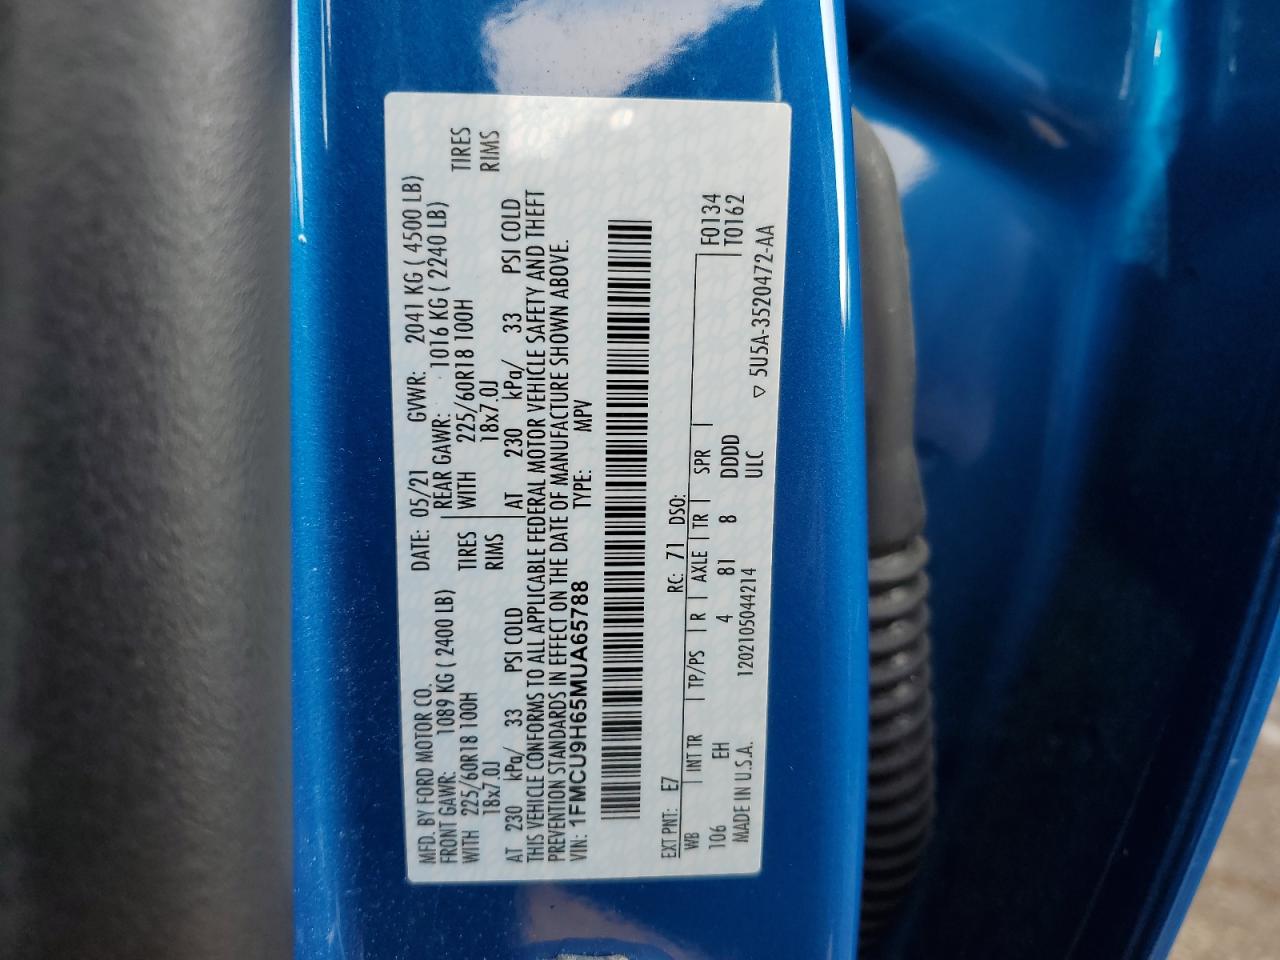 MFD. BY FORD MOTOR CO. DATE: 05/21 GVWR: 2041 KG ( 4500 LB)
FRONT GAWR: 1089 KG ( 2400 LB) REAR GAWR: 1016 KG ( 2240 LB)
WITH 225/60R18 100H TIRES WITH 225/60R18 100H TIRES
18x7.0J RIMS 18x7.0J RIMS
AT 230 kPa/ 33 PSI COLD AT 230 kPa/ 33 PSI COLD
THIS VEHICLE CONFORMS TO ALL APPLICABLE FEDERAL MOTOR VEHICLE SAFETY AND THEFT
PREVENTION STANDARDS IN EFFECT ON THE DATE OF MANUFACTURE SHOWN ABOVE.
VIN: 1FMCU9H65MUA65788 TYPE: MPV
EXT PNT: E7 RC: 71 DSO:
WB INT TR TP/PS R AXLE TR SPR F0134
106 EH 4 81 8 DDDD T0162
MADE IN U.S.A. 120210504 4214 ULC ▽ 5U5A-3520472-AA